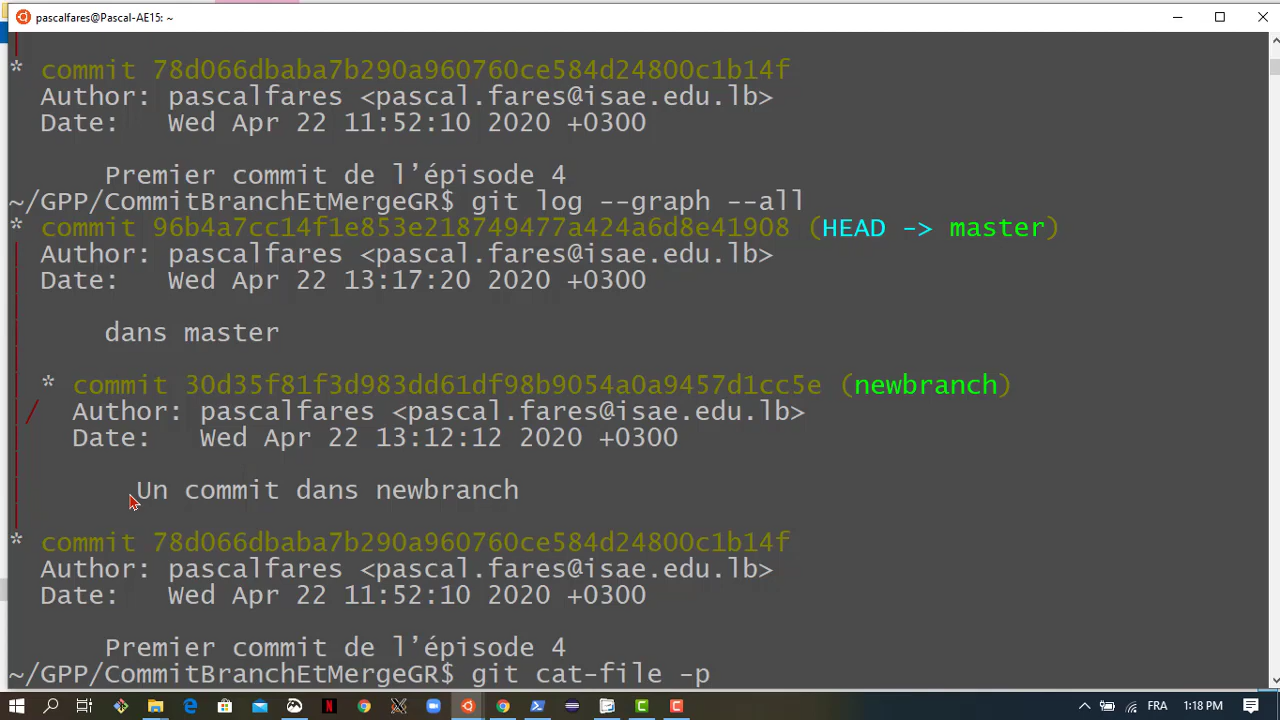 pascalfares@Pascal-AE15: ~
* commit 78d066dbaba7b290a960760ce584d24800c1b14f
Author: pascalfares <pascal.fares@isae.edu.lb>
Date:   Wed Apr 22 11:52:10 2020 +0300
Premier commit de l’épisode 4
~/GPP/CommitBranchEtMergeGR$ git log --graph --all
* commit 96b4a7cc14f1e853e218749477a424a6d8e41908 (HEAD -> master)
| Author: pascalfares <pascal.fares@isae.edu.lb>
| Date:   Wed Apr 22 13:17:20 2020 +0300
|
| dans master
|
| * commit 30d35f81f3d983dd61df98b9054a0a9457d1cc5e (newbranch)
|/ Author: pascalfares <pascal.fares@isae.edu.lb>
| Date:   Wed Apr 22 13:12:12 2020 +0300
|
| Un commit dans newbranch
|
* commit 78d066dbaba7b290a960760ce584d24800c1b14f
Author: pascalfares <pascal.fares@isae.edu.lb>
Date:   Wed Apr 22 11:52:10 2020 +0300
Premier commit de l’épisode 4
~/GPP/CommitBranchEtMergeGR$ git cat-file -p
FRA 1:18 PM